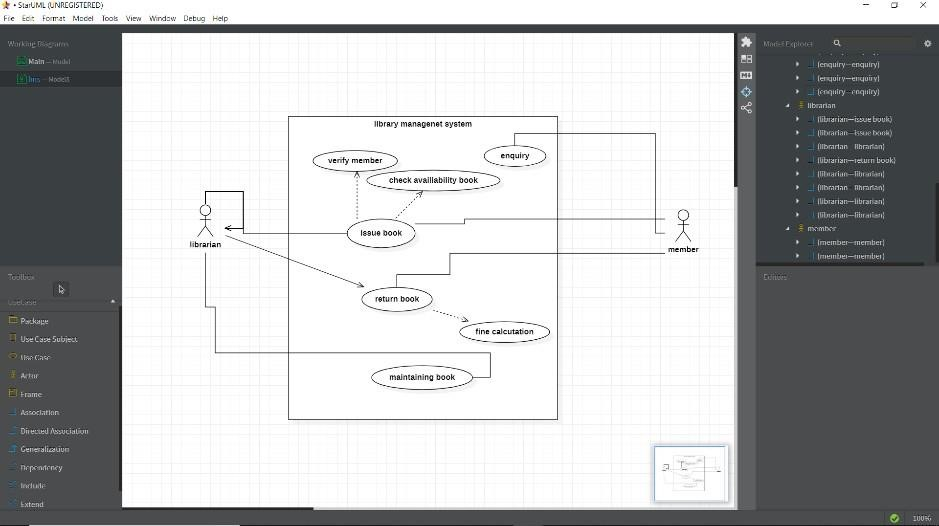 • StarUML (UNREGISTERED)
File Edit Format Model Tools View Window Debug Help
Working Diagrams
Main — Model
— Model1
Toolbox
UseCase
Package
Use Case Subject
Use Case
Actor
Frame
Association
Directed Association
Generalization
Dependency
Include
Extend
library managenet system
verify member
enquiry
check availiability book
issue book
librarian
member
return book
fine calcutation
maintaining book
Model Explorer
(enquiry—enquiry)
(enquiry—enquiry)
(enquiry—enquiry)
librarian
(librarian—issue book)
(librarian—issue book)
(librarian—librarian)
(librarian—return book)
(librarian—librarian)
(librarian—librarian)
(librarian—librarian)
(librarian—librarian)
member
(member—member)
(member—member)
Editors
100%